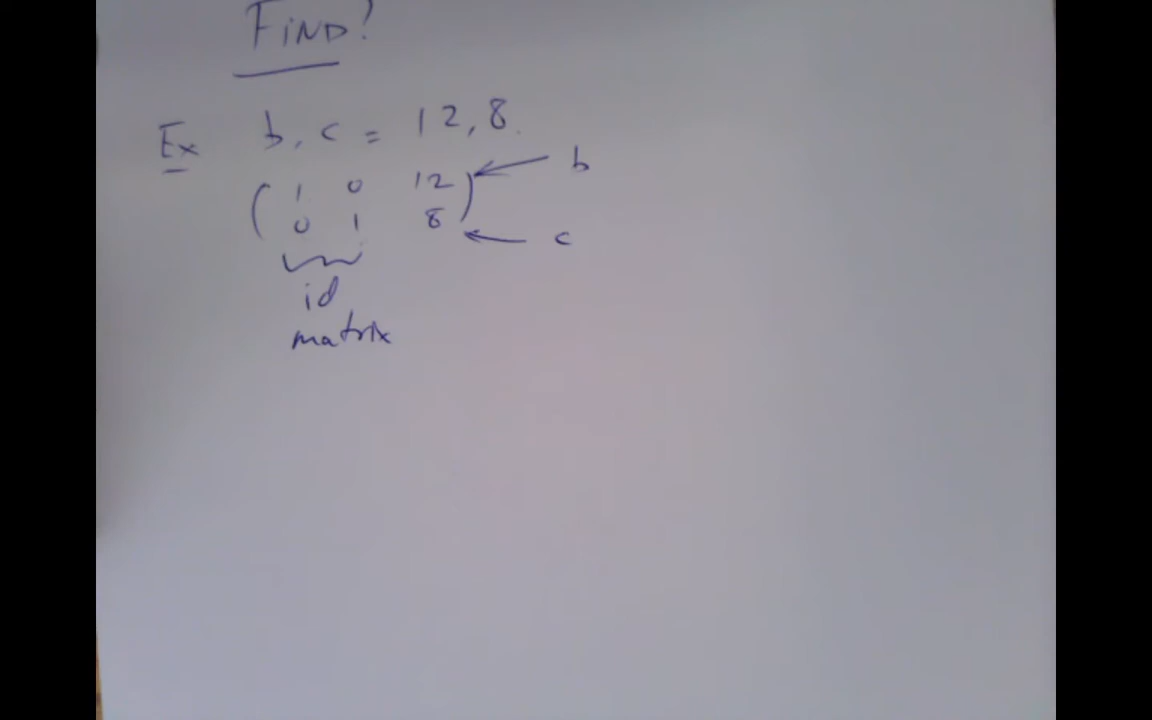 FIND?
Ex b, c = 12, 8.
( 1 0 12 ) ← b
( 0 1 8 ) ← c
id
matrix